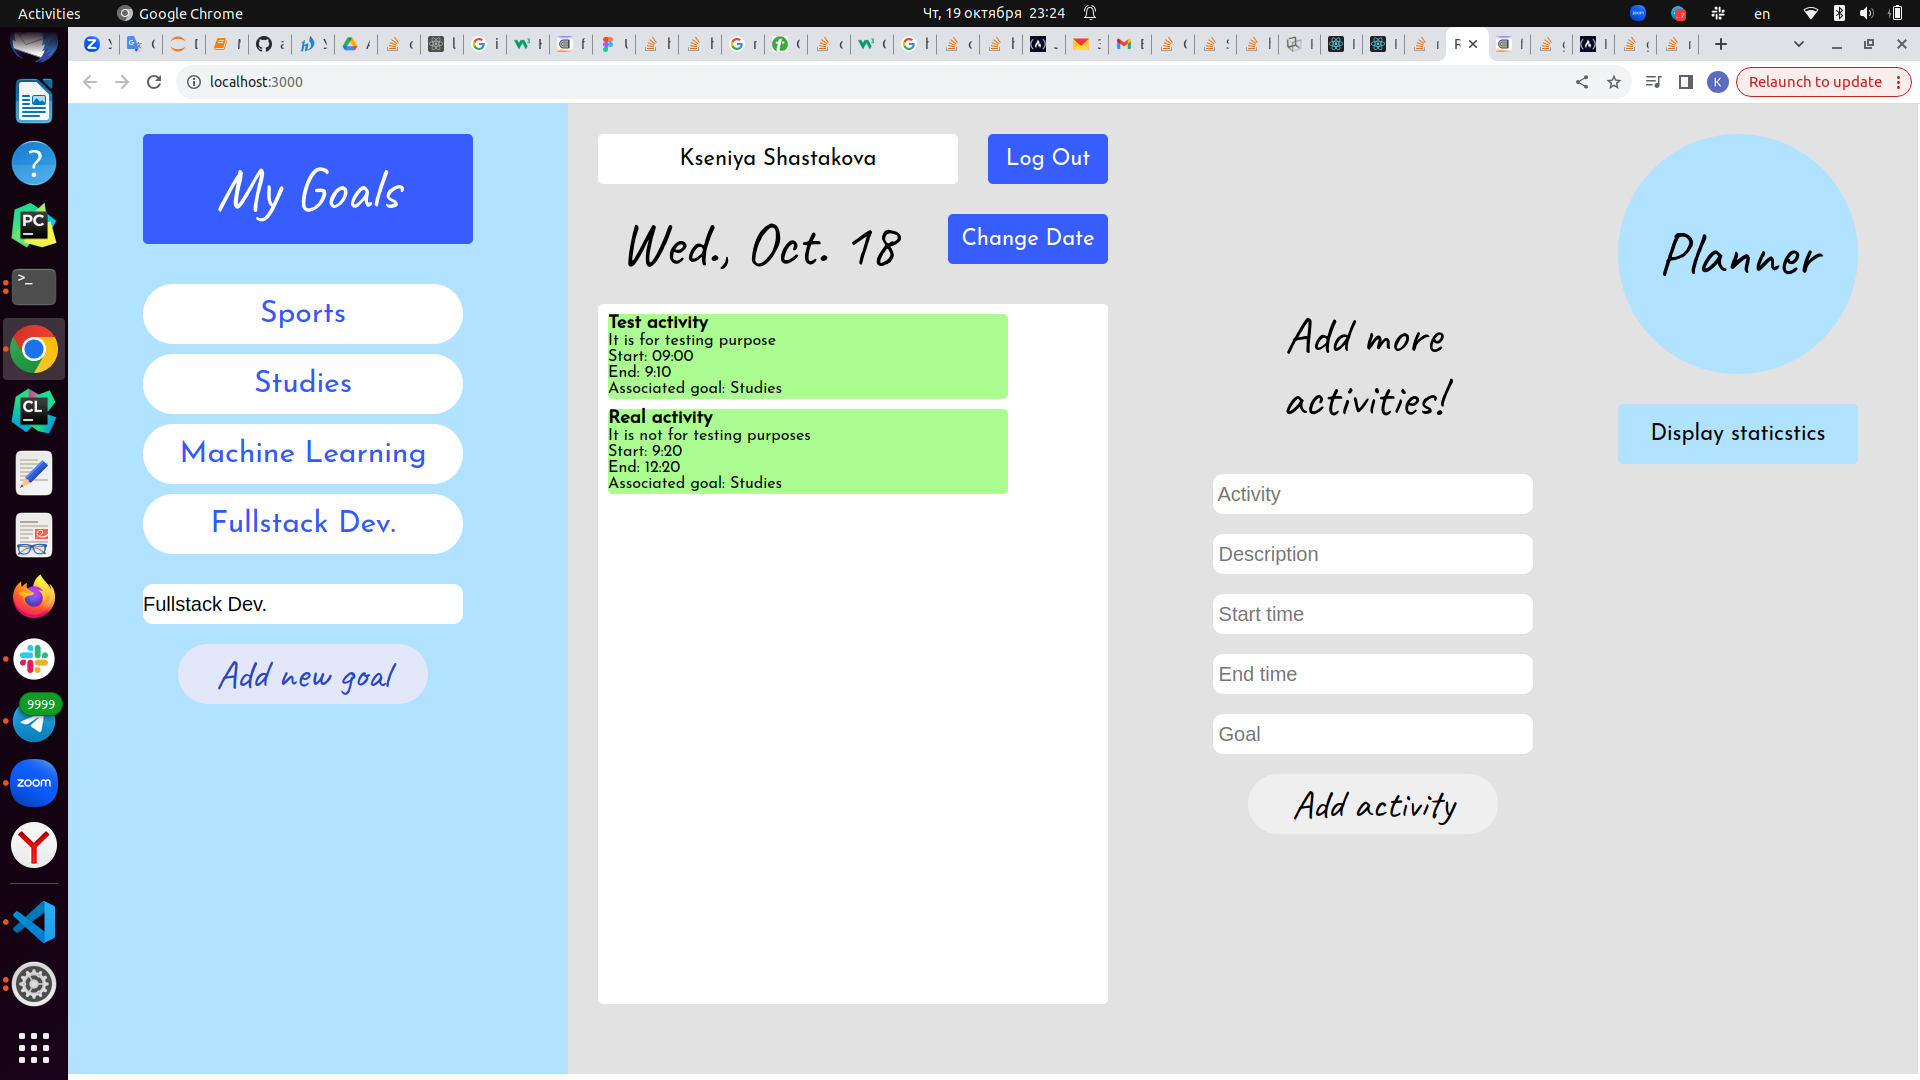 Activities
Google Chrome
Чт, 19 октября 23:24
en
localhost:3000
K
Relaunch to update
My Goals
Sports
Studies
Machine Learning
Fullstack Dev.
Fullstack Dev.
Add new goal
Kseniya Shastakova
Log Out
Wed., Oct. 18
Change Date
Test activity
It is for testing purpose
Start: 09:00
End: 9:10
Associated goal: Studies
Real activity
It is not for testing purposes
Start: 9:20
End: 12:20
Associated goal: Studies
Add more
activities!
Activity
Description
Start time
End time
Goal
Add activity
Planner
Display staticstics
9999
zoom
PC
CL